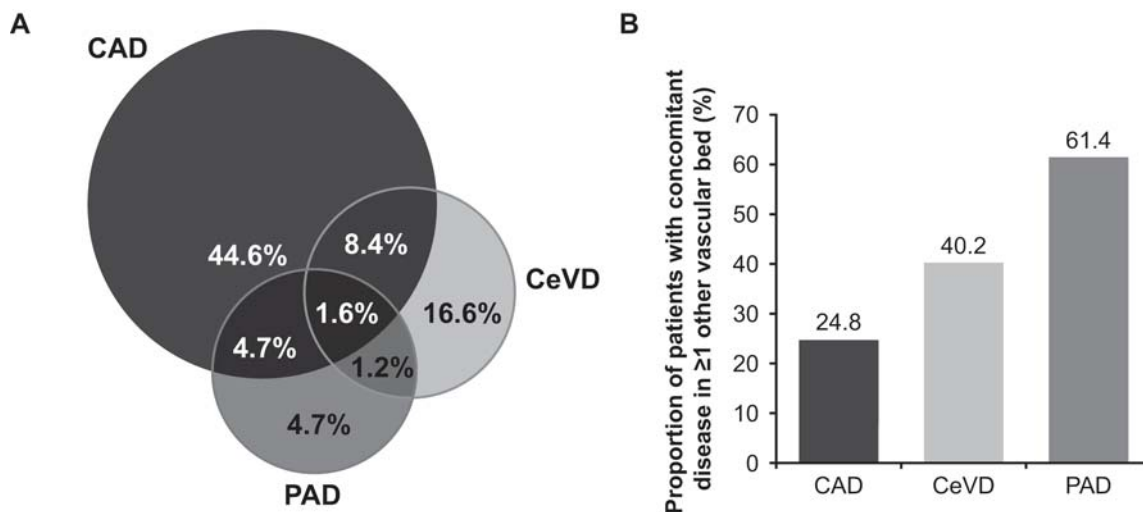 A
CAD
44.6%
8.4%
CeVD
1.6%
16.6%
4.7%
1.2%
4.7%
PAD
B
Proportion of patients with concomitant
disease in ≥1 other vascular bed (%)
70
60
50
40
30
20
10
0
24.8
40.2
61.4
CAD
CeVD
PAD